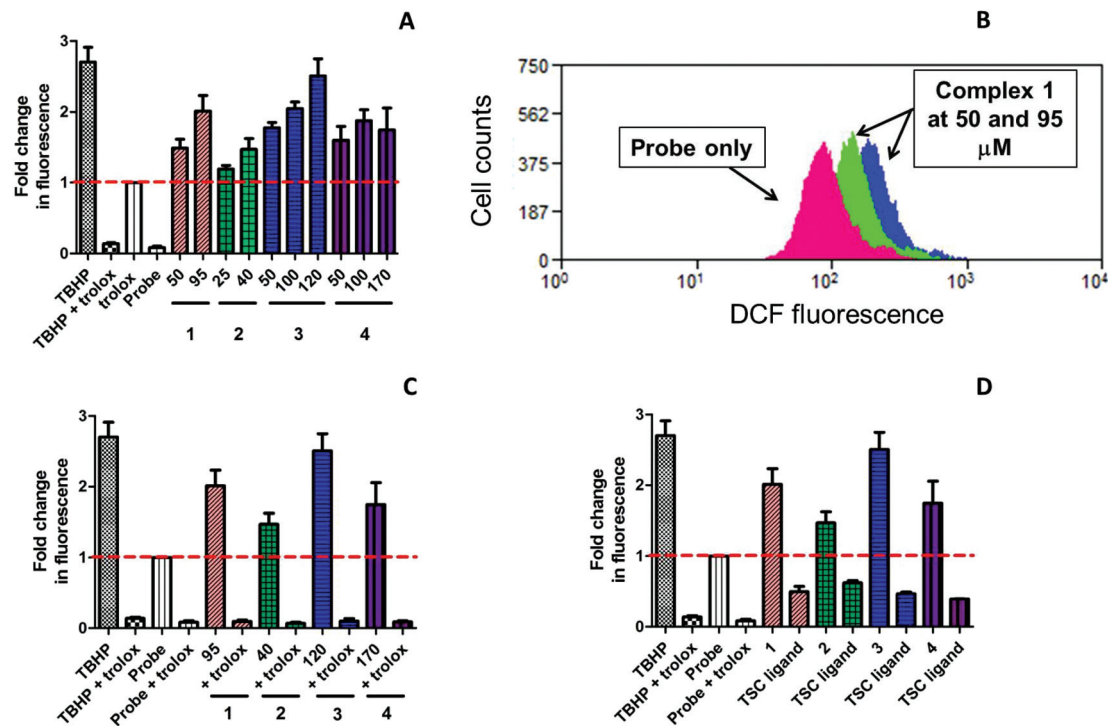 A
Fold change
in fluorescence
3
2
1
0
TBHP
TBHP + trolox
trolox
Probe
50
95
25
40
50
100
120
50
100
170
1
2
3
4
B
Cell counts
750
562
375
187
0
Probe only
Complex 1
at 50 and 95
μM
10⁰
10¹
10²
10³
10⁴
DCF fluorescence
C
Fold change
in fluorescence
3
2
1
0
TBHP
TBHP + trolox
Probe
Probe + trolox
95
+ trolox
40
+ trolox
120
+ trolox
170
+ trolox
1
2
3
4
D
Fold change
in fluorescence
3
2
1
0
TBHP
TBHP + trolox
Probe
Probe + trolox
1
TSC ligand
2
TSC ligand
3
TSC ligand
4
TSC ligand